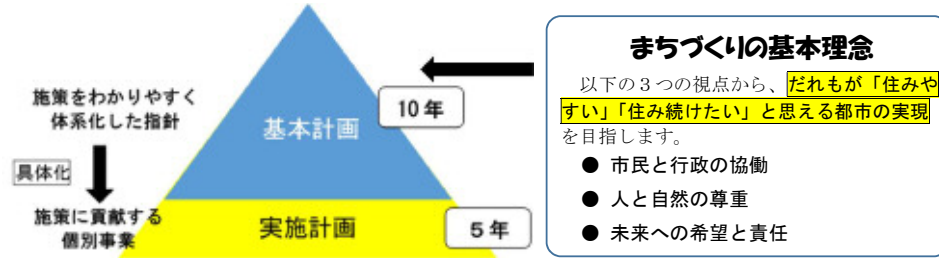 施策をわかりやすく
体系化した指針
具体化
施策に貢献する
個別事業
基本計画
10年
実施計画
5年
まちづくりの基本理念
以下の3つの視点から、だれもが「住みや
すい」「住み続けたい」と思える都市の実現
を目指します。
● 市民と行政の協働
● 人と自然の尊重
● 未来への希望と責任